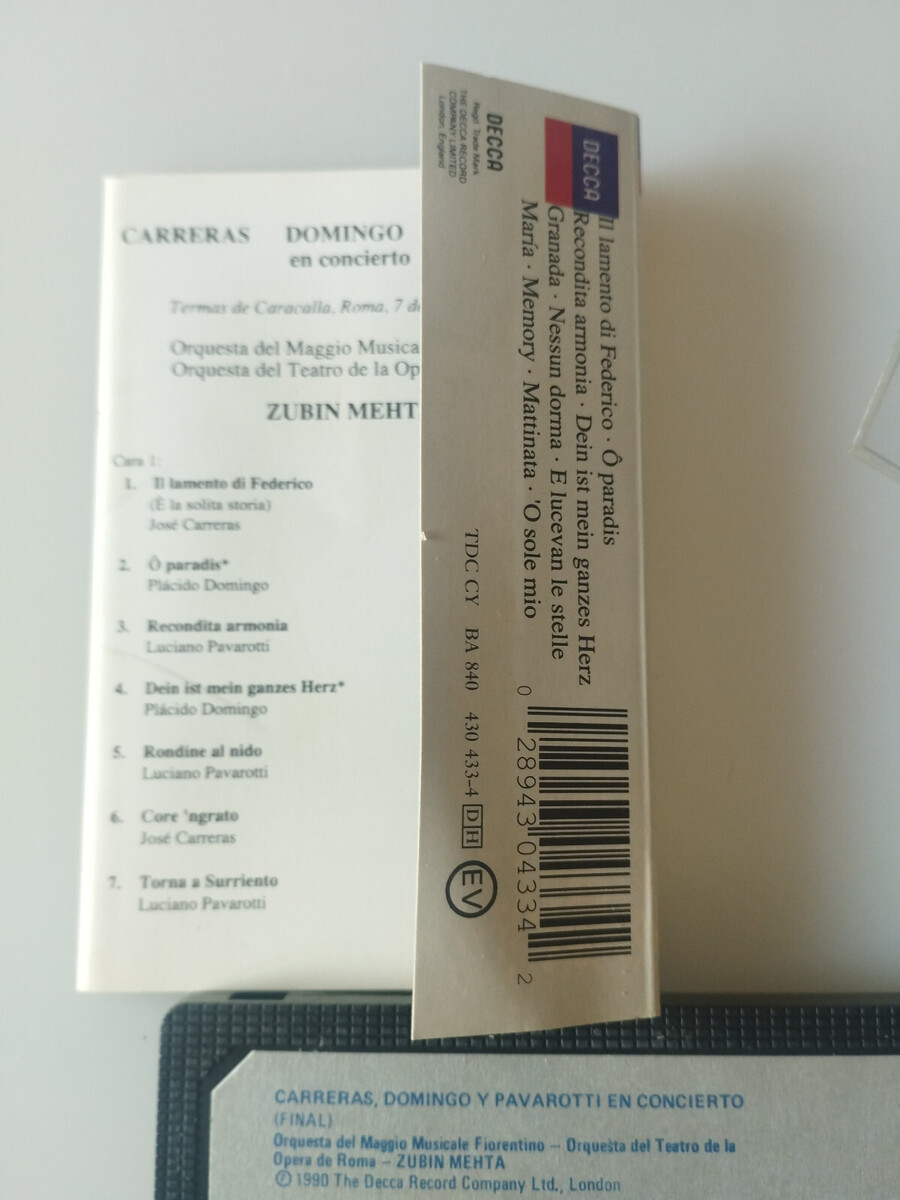 CARRERAS DOMINGO
en concierto
Termas de Caracalla, Roma, 7 d
Orquesta del Maggio Musica
Orquesta del Teatro de la Op
ZUBIN MEHT
Cara 1:
1. Il lamento di Federico
(È la solita storia)
José Carreras
2. Ô paradis*
Plácido Domingo
3. Recondita armonia
Luciano Pavarotti
4. Dein ist mein ganzes Herz*
Plácido Domingo
5. Rondine al nido
Luciano Pavarotti
6. Core 'ngrato
José Carreras
7. Torna a Surriento
Luciano Pavarotti
DECCA
Il lamento di Federico · Ô paradis
Recondita armonia · Dein ist mein ganzes Herz
Granada · Nessun dorma · E lucevan le stelle
María · Memory · Mattinata · 'O sole mio
DECCA
Regd. Trade Mark
THE DECCA RECORD
COMPANY LIMITED
London, England
TDC CY BA 840 430 433-4 DH EV
0 28943 04334 2
CARRERAS, DOMINGO Y PAVAROTTI EN CONCIERTO
(FINAL)
Orquesta del Maggio Musicale Fiorentino – Orquesta del Teatro de la
Opera de Roma – ZUBIN MEHTA
Ⓟ 1990 The Decca Record Company Ltd., London